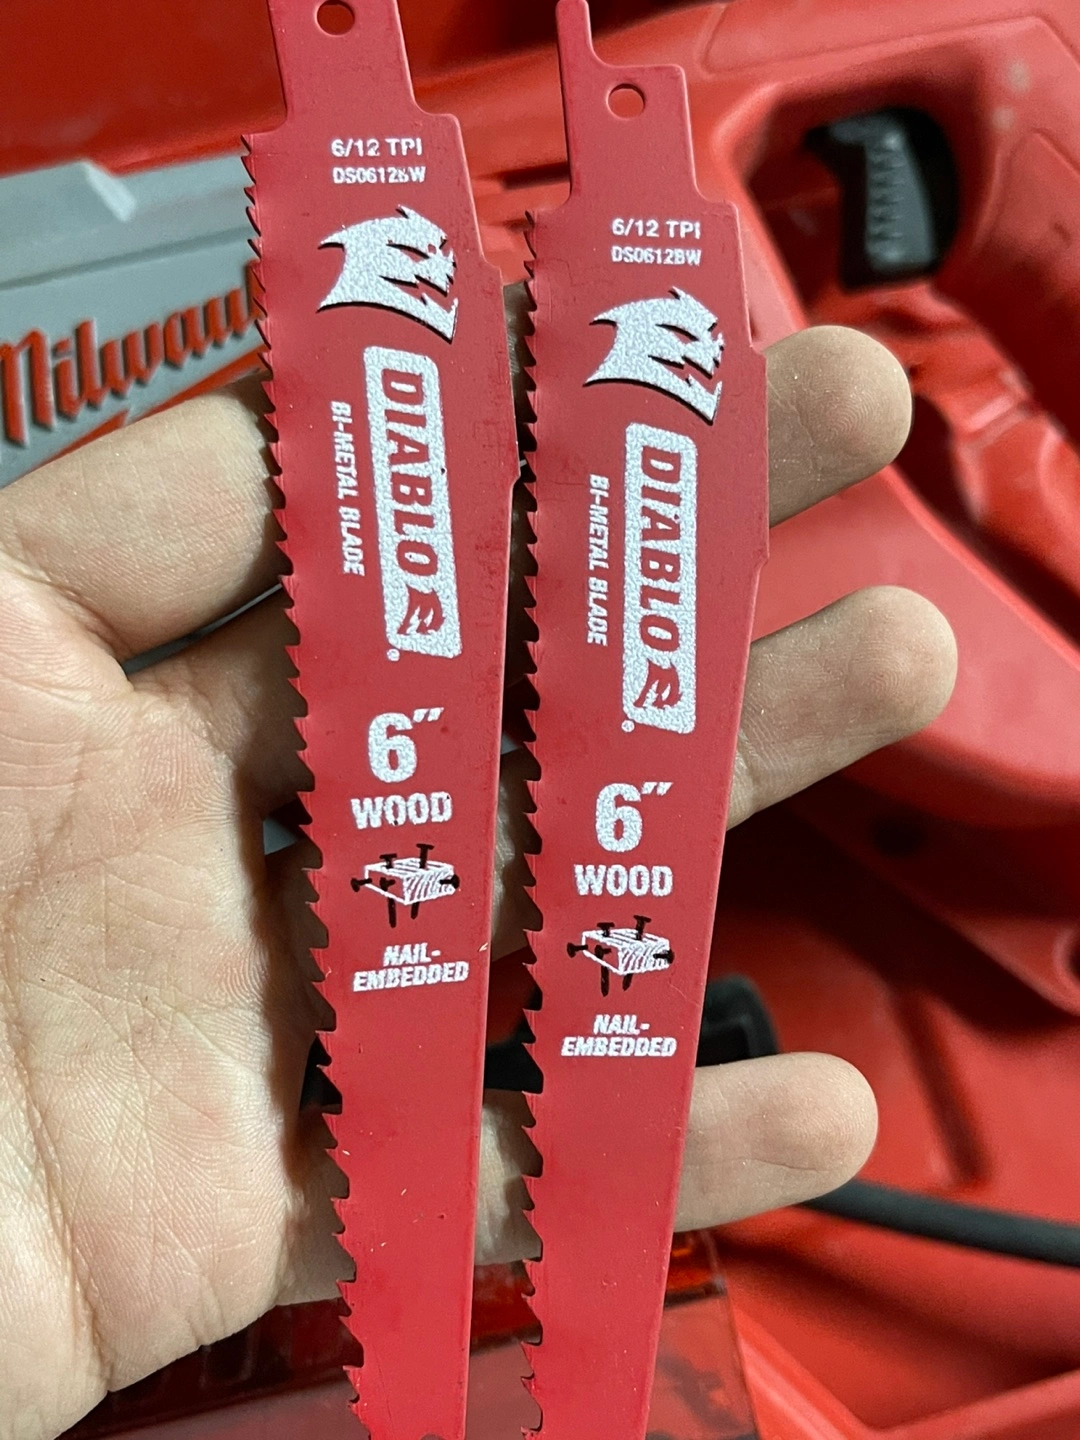 6/12 TPI
DS0612BW
DIABLO
BI-METAL BLADE
6"
WOOD
NAIL-
EMBEDDED
6/12 TPI
DS0612BW
DIABLO
BI-METAL BLADE
6"
WOOD
NAIL-
EMBEDDED